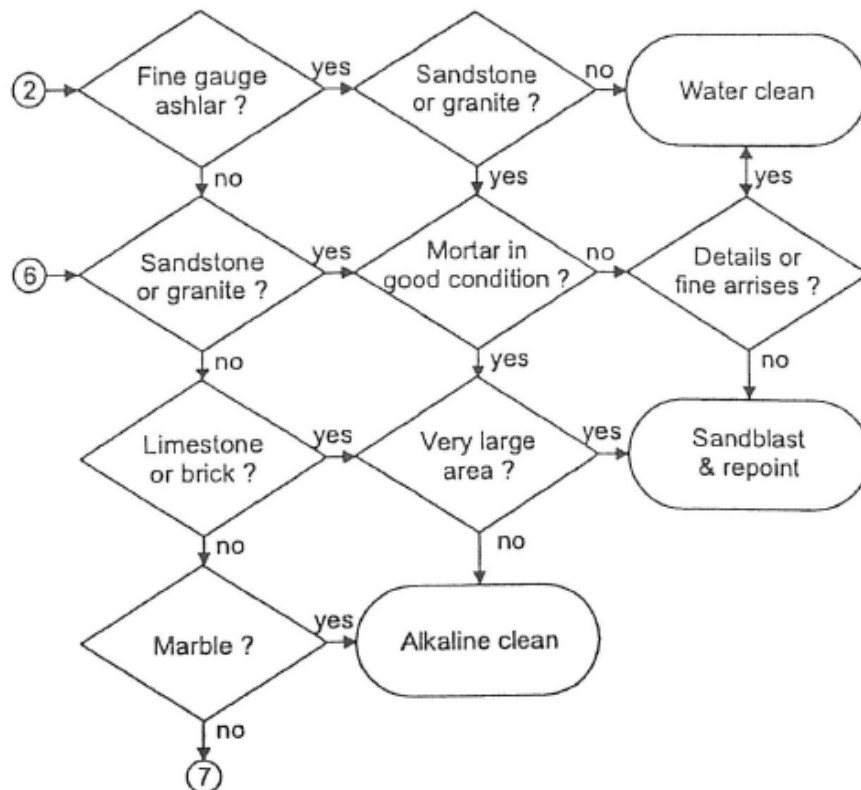 2
Fine gauge
ashlar ?
yes
Sandstone
or granite ?
no
Water clean
no
yes
yes
6
Sandstone
or granite ?
yes
Mortar in
good condition ?
no
Details or
fine arrises ?
no
yes
no
Limestone
or brick ?
yes
Very large
area ?
yes
Sandblast
& repoint
no
no
Marble ?
yes
Alkaline clean
no
7